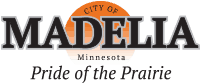 CITY OF
MADELIA
Minnesota
Pride of the Prairie